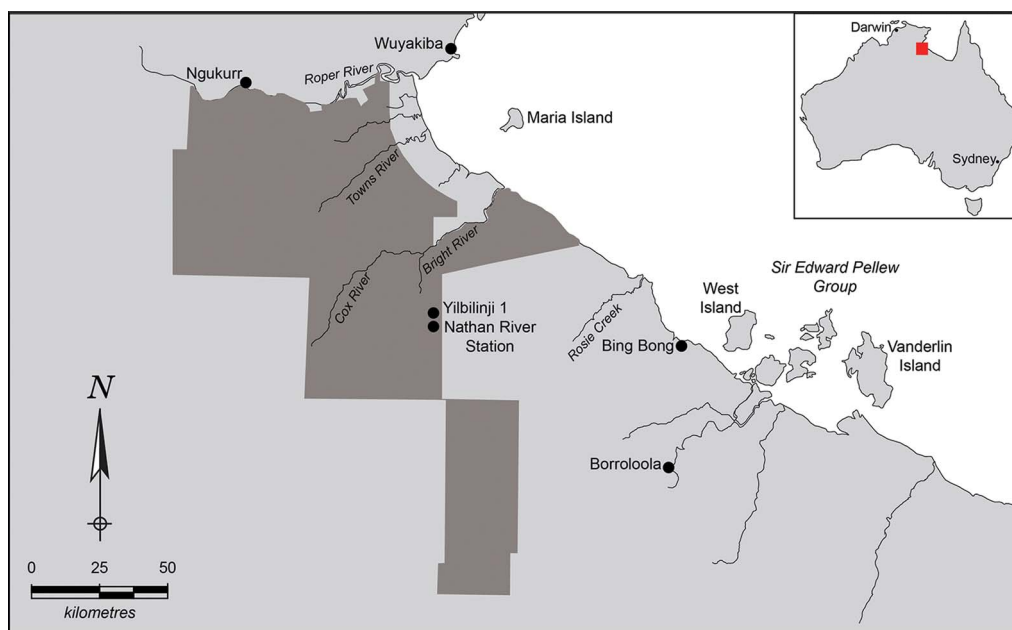 Wuyakiba
Ngukurr
Roper River
Maria Island
Towns River
Bright River
Cox River
Yilbilinji 1
Nathan River
Station
Rosie Creek
Bing Bong
West
Island
Sir Edward Pellew
Group
Vanderlin
Island
Borroloola
Darwin
Sydney
N
0 25 50
kilometres